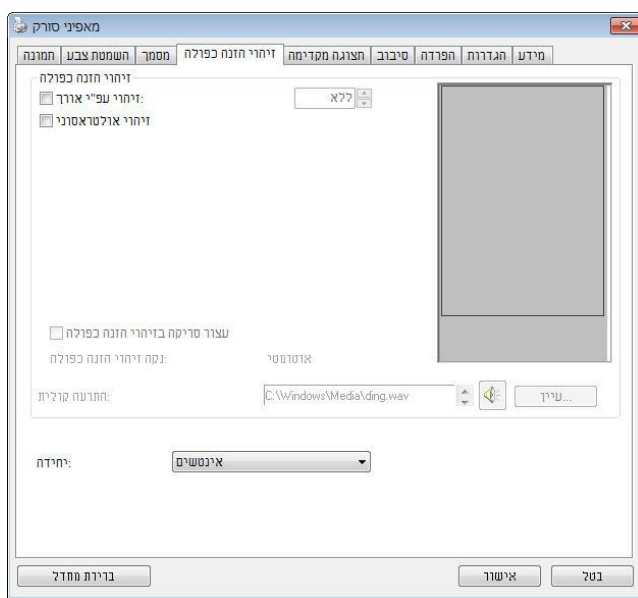 מאפיני סורק
תמונה השמטת צבע מסמך זיהוי הזנה כפולה תצוגה מקדימה סיבוב הפרדה הגדרות מידע
זיהוי הזנה כפולה
זיהוי עפ"י אורך: ללא
זיהוי אולטראסוני
עצור סריקה בזיהוי הזנה כפולה
נקה זיהוי הזנה כפולה: אוטומטי
התרעה קולית: C:\Windows\Media\ding.wav עיין...
יחידה: אינטשים
ברירת מחדל אישור בטל